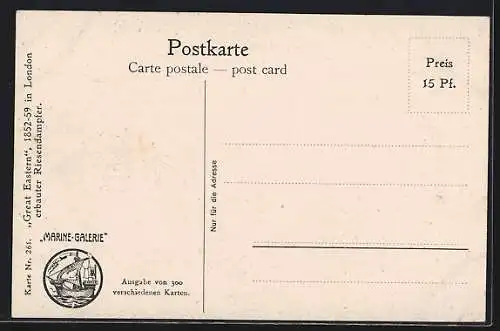 Postkarte
Carte postale — post card
Preis
15 Pf.
Karte Nr. 261. „Great Eastern“, 1852-59 in London
erbauter Riesendampfer.
Nur für die Adresse
„MARINE-GALERIE“
Ausgabe von 300
verschiedenen Karten.